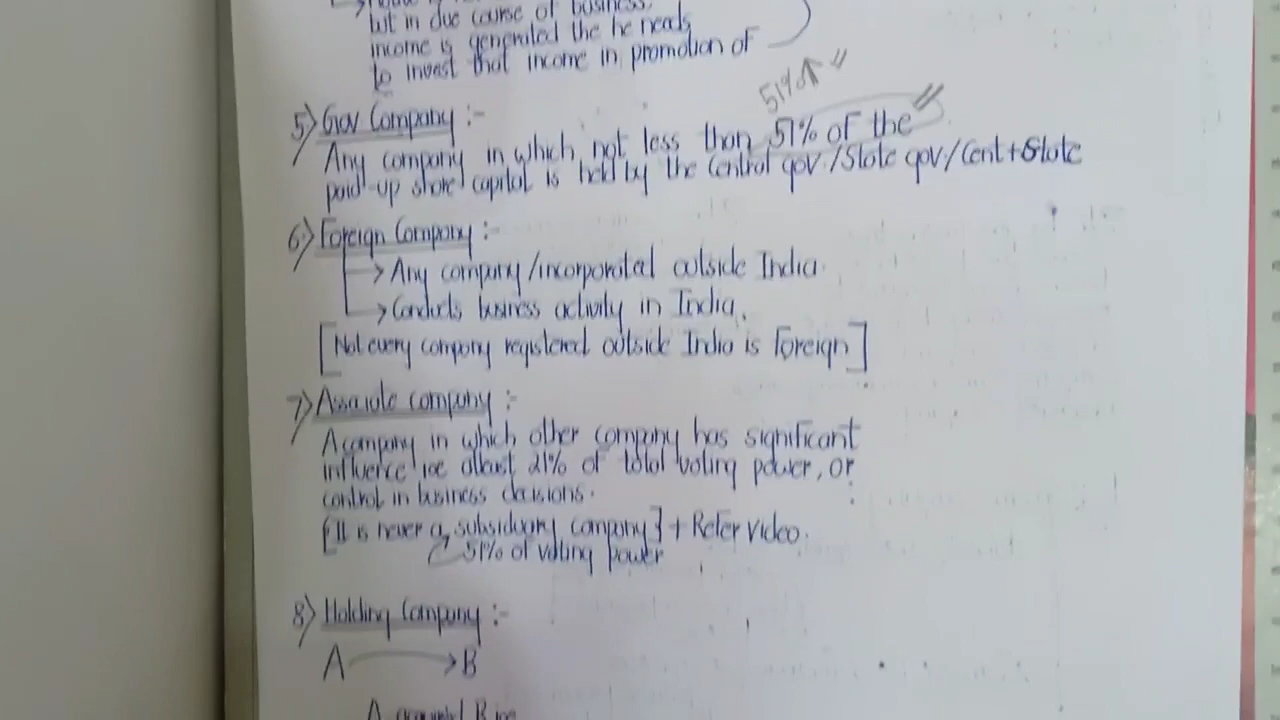 but in due course of business.
income is generated the he needs
to invest that income in promotion of
51%↑ //
5) Gov Company :-
Any company in which not less than 51% of the
paid-up share capital is held by the Central gov./State gov/Cent+State
6) Foreign Company :-
→ Any company/incorporated outside India.
→ Conducts business activity in India.
[Not every company registered outside India is Foreign]
7) Associate company :-
A company in which other company has significant
influence ice atleast 21% of total voting power, or
control in business decisions.
[It is never a subsiduary company] + Refer video.
51% of voting power
8) Holding Company :-
A → B
A acquired B